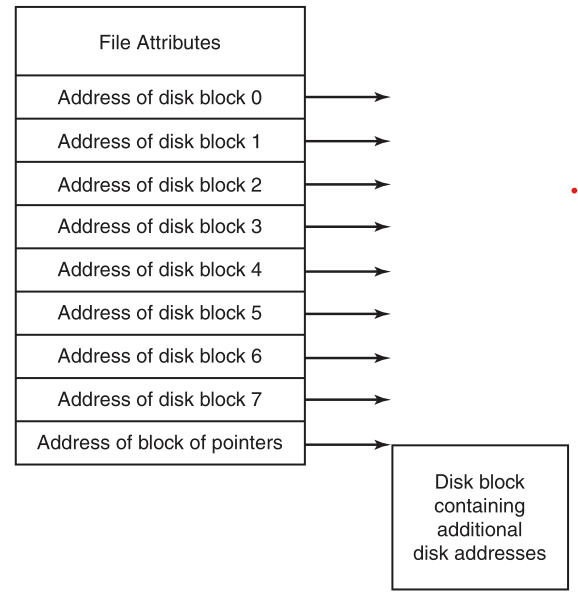 File Attributes
Address of disk block 0
Address of disk block 1
Address of disk block 2
Address of disk block 3
Address of disk block 4
Address of disk block 5
Address of disk block 6
Address of disk block 7
Address of block of pointers
Disk block
containing
additional
disk addresses